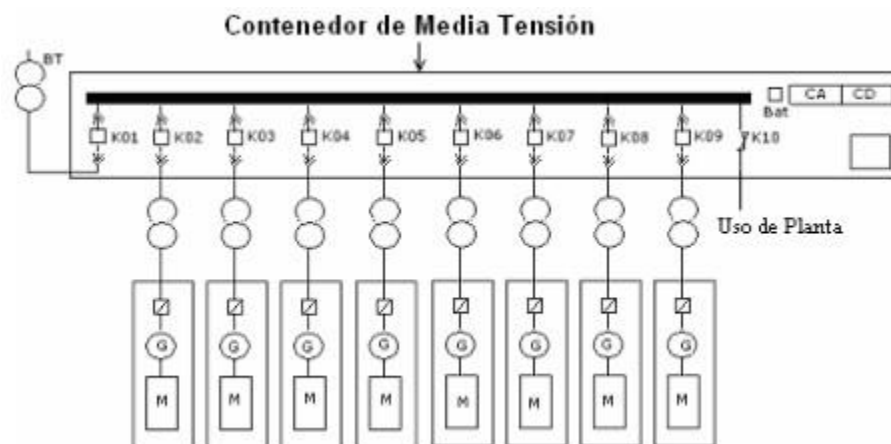 Contenedor de Media Tensión
BT
CA CD
Bat
K01 K02 K03 K04 K05 K06 K07 K08 K09 K10
Uso de Planta
G G G G G G G G
M M M M M M M M